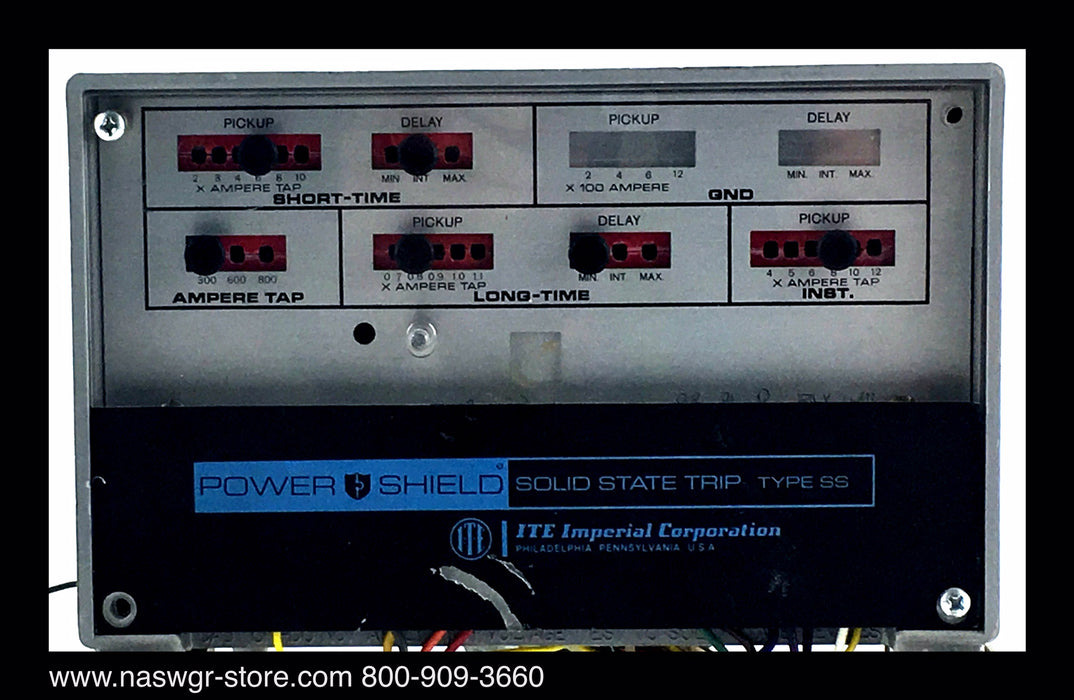 PICKUP
DELAY
2 3 4 6 8 10
MIN INT MAX.
X AMPERE TAP
SHORT-TIME
PICKUP
DELAY
2 4 6 12
MIN. INT. MAX.
X 100 AMPERE
GND
300 600 800
AMPERE TAP
PICKUP
DELAY
0.7 0.8 0.9 1.0 1.1
MIN. INT. MAX.
X AMPERE TAP
LONG-TIME
PICKUP
4 5 6 8 10 12
X AMPERE TAP
INST.
POWER SHIELD
SOLID STATE TRIP TYPE SS
ITE
ITE Imperial Corporation
PHILADELPHIA PENNSYLVANIA U S A
www.naswgr-store.com 800-909-3660